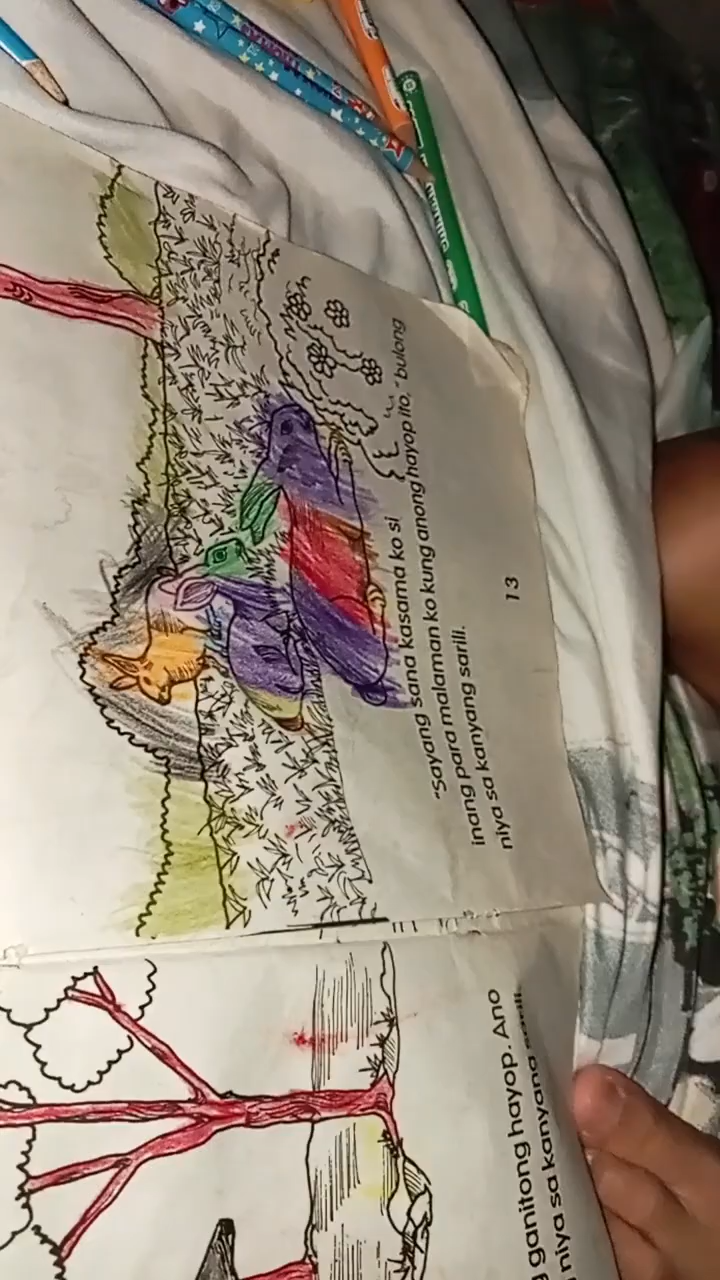 ganitong hayop. Ano
niya sa kanyang
"Sayang sana kasama ko si
inang para malaman ko kung anong hayop ito," bulong
niya sa kanyang sarili.
13